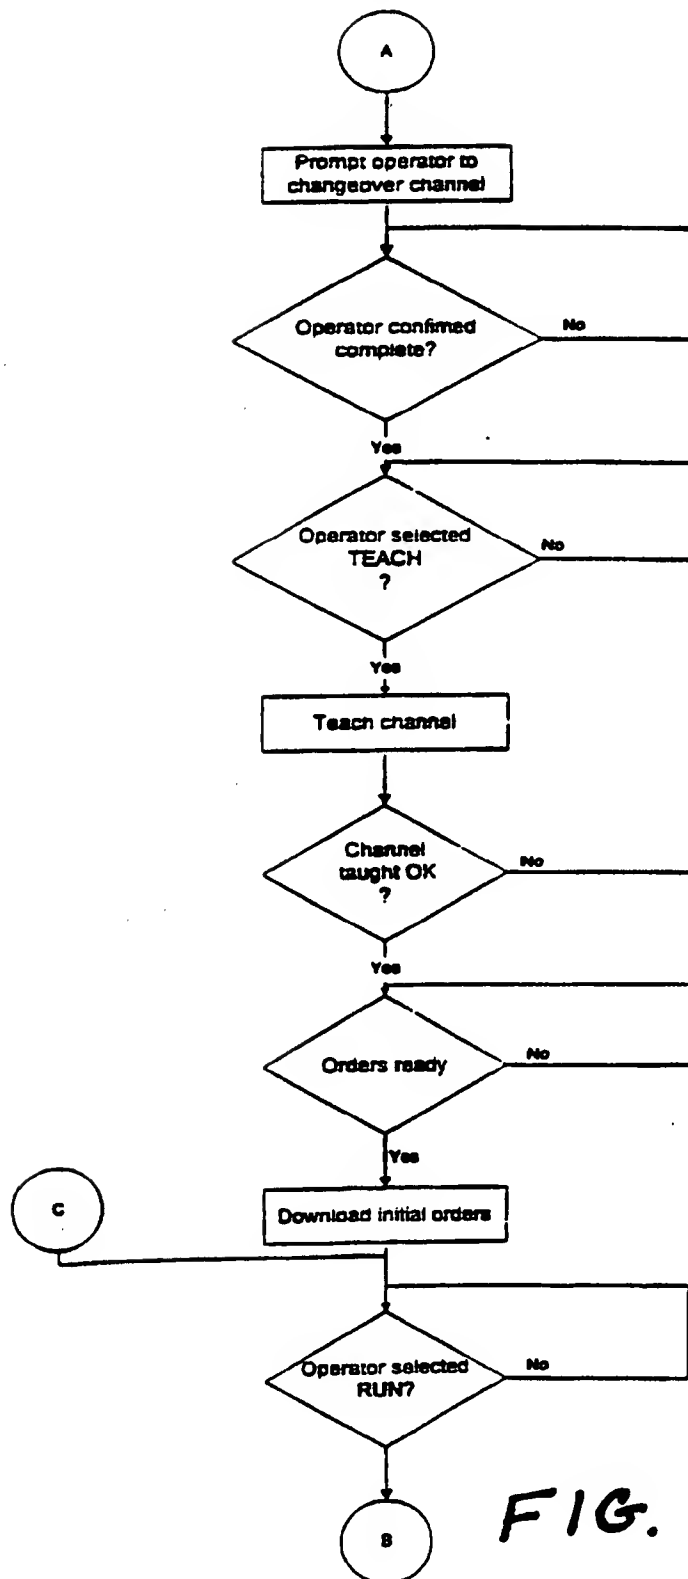 A
Prompt operator to
changeover channel
Operator confimed
complete?
No
Yes
Operator selected
TEACH
?
No
Yes
Teach channel
Channel
taught OK
?
No
Yes
Orders ready
No
Yes
C
Download initial orders
Operator selected
RUN?
No
B
FIG.